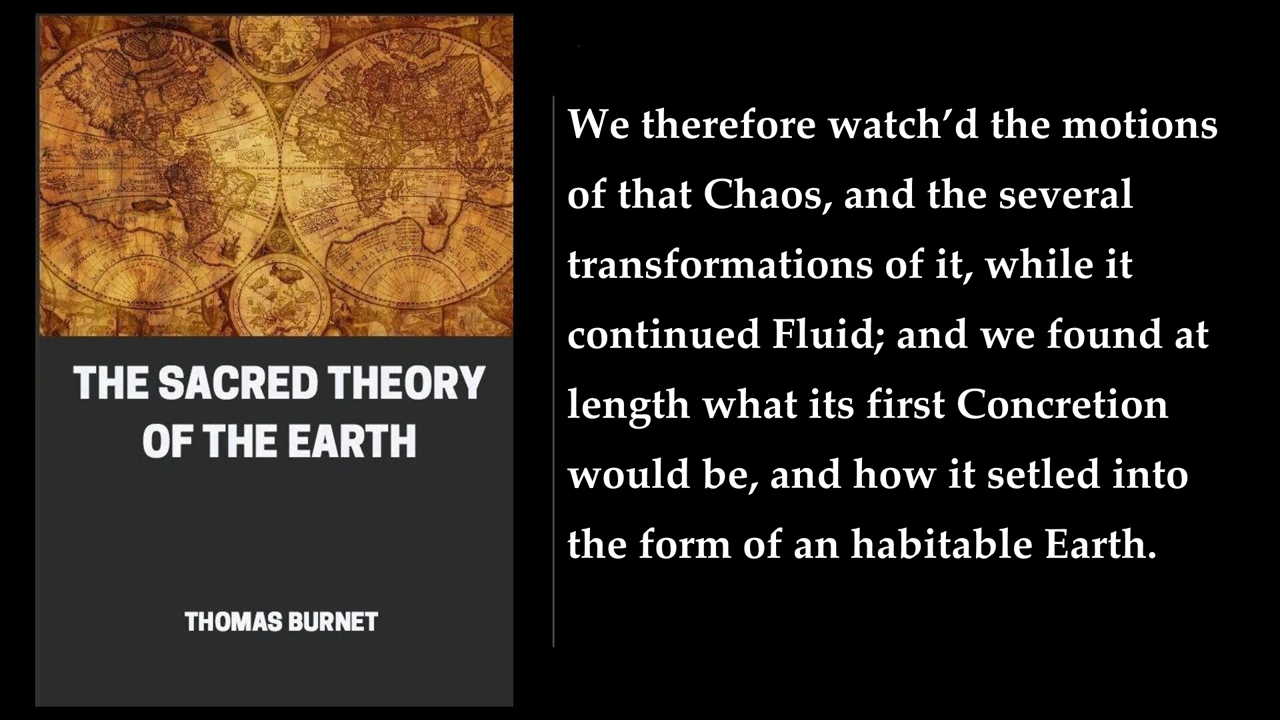 THE SACRED THEORY
OF THE EARTH
THOMAS BURNET
We therefore watch’d the motions
of that Chaos, and the several
transformations of it, while it
continued Fluid; and we found at
length what its first Concretion
would be, and how it setled into
the form of an habitable Earth.